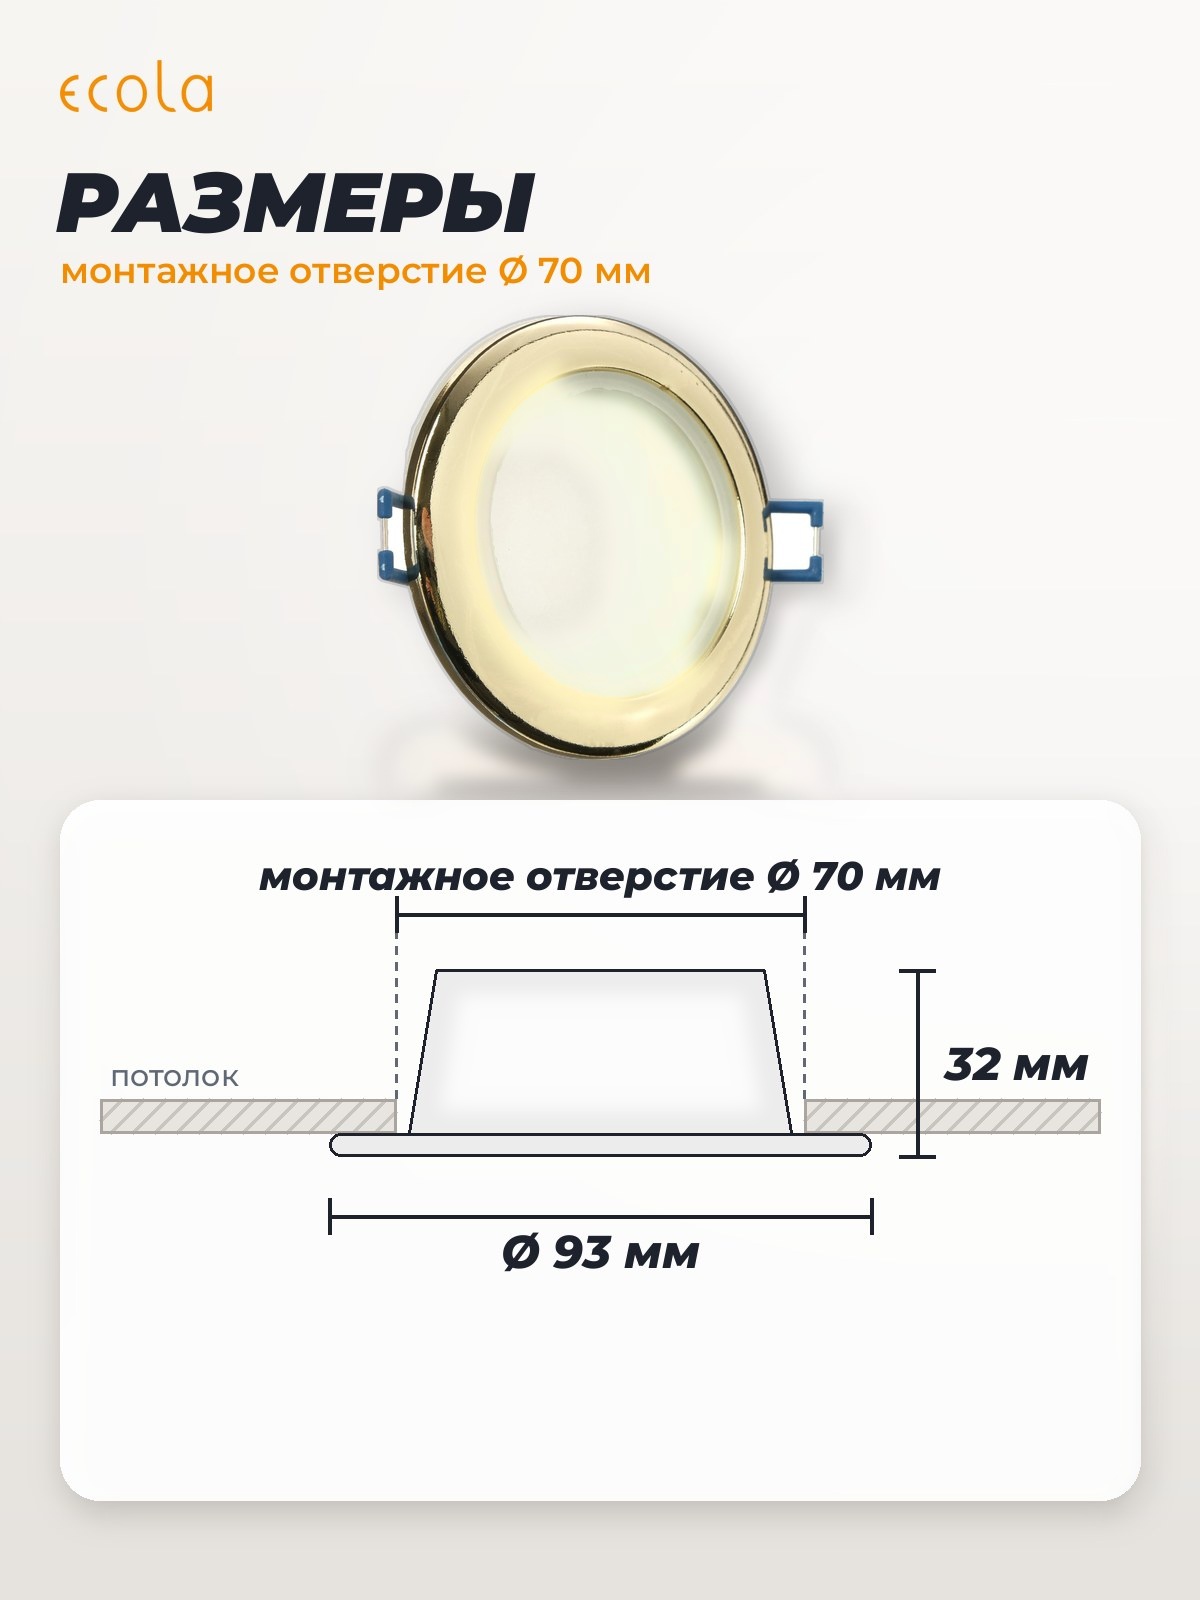 ecola
РАЗМЕРЫ
монтажное отверстие Ø 70 мм
монтажное отверстие Ø 70 мм
32 мм
потолок
Ø 93 мм